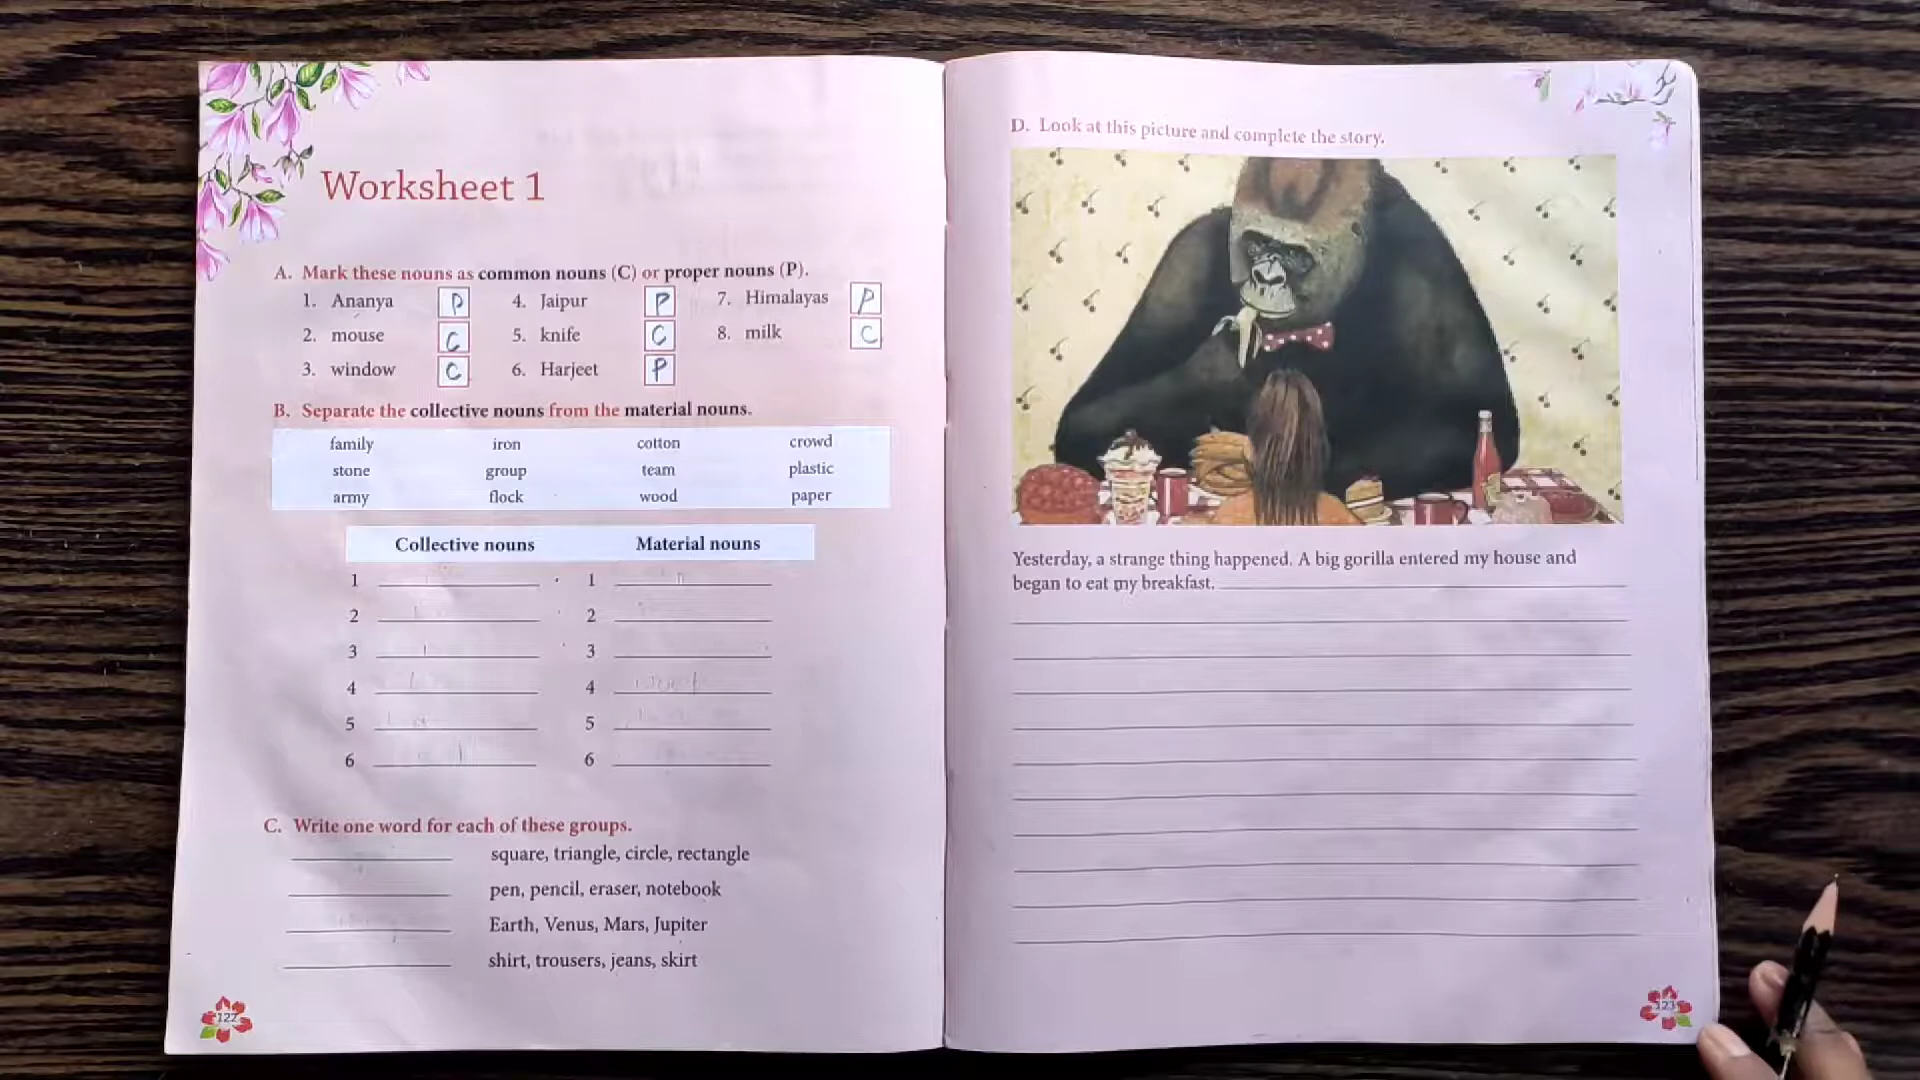 Worksheet 1
A. Mark these nouns as common nouns (C) or proper nouns (P).
1. Ananya P 4. Jaipur P 7. Himalayas P
2. mouse C 5. knife C 8. milk C
3. window C 6. Harjeet P
B. Separate the collective nouns from the material nouns.
family iron cotton crowd
stone group team plastic
army flock wood paper
Collective nouns Material nouns
1 1
2 2
3 3
4 4
5 5
6 6
C. Write one word for each of these groups.
square, triangle, circle, rectangle
pen, pencil, eraser, notebook
Earth, Venus, Mars, Jupiter
shirt, trousers, jeans, skirt
122
D. Look at this picture and complete the story.
Yesterday, a strange thing happened. A big gorilla entered my house and
began to eat my breakfast.
123